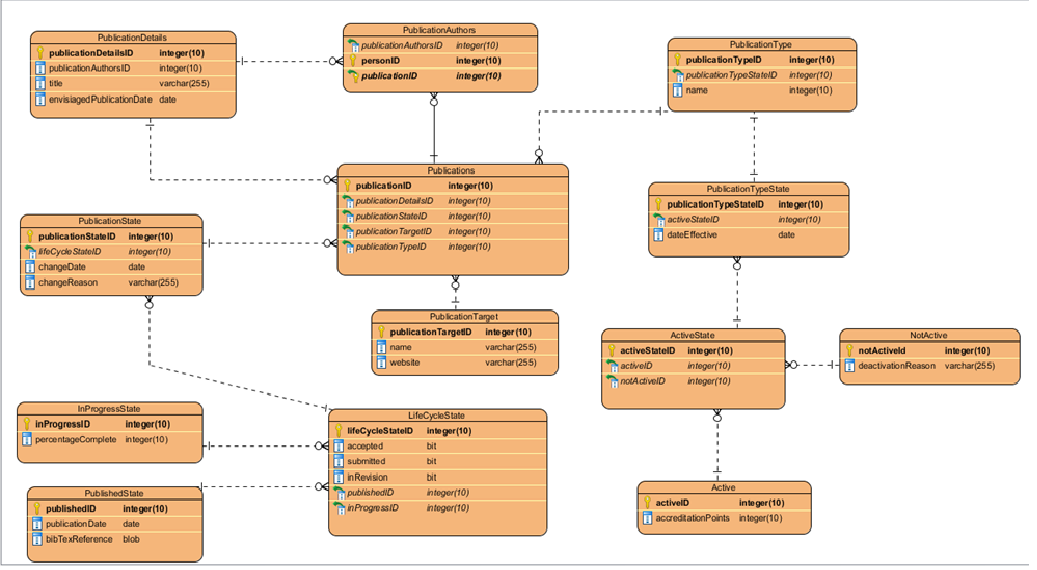 PublicationDetails
publicationDetailsID integer(10)
publicationAuthorsIID integer(10)
title varchar(255)
envisiagedPublicationDate date
PublicationAuthors
publicationAuthorsID integer(10)
personID integer(10)
publicationID integer(10)
PublicationType
publicationTypeID integer(10)
publicationTypeStateID integer(10)
name integer(10)
Publications
publicationID integer(10)
publicationDetailsID integer(10)
publicationStateID integer(10)
publicationTargetID integer(10)
publicationTypeID integer(10)
PublicationTypeState
publicationTypeStateID integer(10)
activeStateID integer(10)
dateEffective date
PublicationState
publicationStateID integer(10)
lifeCycleStateID integer(10)
changeDate date
changeReason varchar(255)
PublicationTarget
publicationTargetID integer(10)
name varchar(255)
website varchar(255)
ActiveState
activeStateID integer(10)
activeID integer(10)
notActiveID integer(10)
NotActive
notActiveId integer(10)
deactivationReason varchar(255)
InProgressState
inProgressID integer(10)
percentageComplete integer(10)
LifeCycleState
lifeCycleStateID integer(10)
accepted bit
submitted bit
inRevision bit
publishedID integer(10)
inProgressID integer(10)
PublishedState
publishedID integer(10)
publicationDate date
bibTexReference blob
Active
activeID integer(10)
accreditationPoints integer(10)